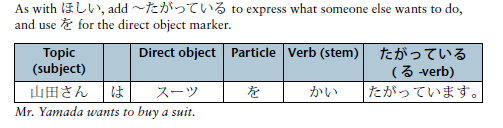 As with ほしい, add 〜たがっている to express what someone else wants to do,
and use を for the direct object marker.
Topic (subject) Direct object Particle Verb (stem) たがっている (る -verb)
山田さん は スーツ を かい たがっています。
Mr. Yamada wants to buy a suit.